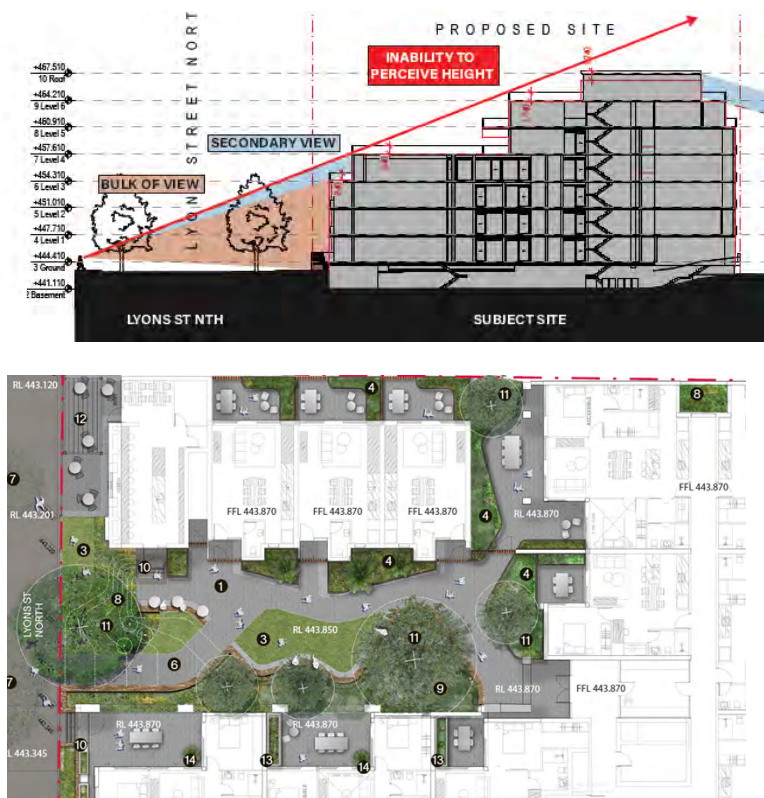 PROPOSED SITE
LYONS STREET NORT
INABILITY TO
PERCEIVE HEIGHT
SECONDARY VIEW
BULK OF VIEW
+467.510
10 Roof
+464.210
9 Level 6
+460.910
8 Level 5
+457.610
7 Level 4
+454.310
6 Level 3
+451.010
5 Level 2
+447.710
4 Level 1
+444.410
3 Ground
+441.110
2 Basement
LYONS ST NTH
SUBJECT SITE
RL 443.120
4
11
8
12
ACCESSIBLE
7
FFL 443.870
FFL 443.870
FFL 443.870
FFL 443.870
RL 443.201
4
RL 443.870
3
10
4
4
1
8
LYONS ST
NORTH
11
3
RL 443.850
11
11
6
7
9
RL 443.870
FFL 443.870
RL 443.870
RL 443.870
L 443.345
10
14
13
14
13